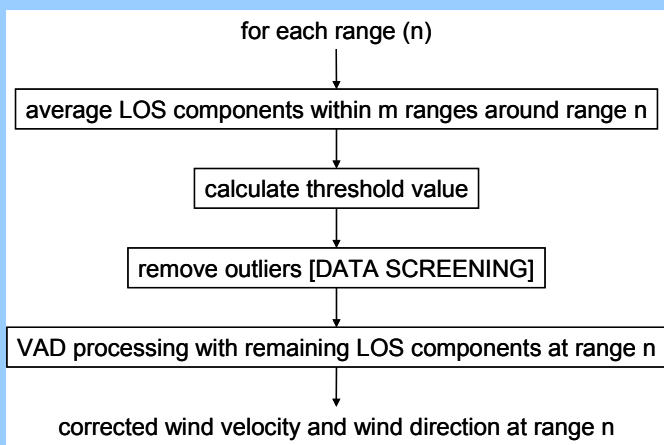 for each range (n)
average LOS components within m ranges around range n
calculate threshold value
remove outliers [DATA SCREENING]
VAD processing with remaining LOS components at range n
corrected wind velocity and wind direction at range n